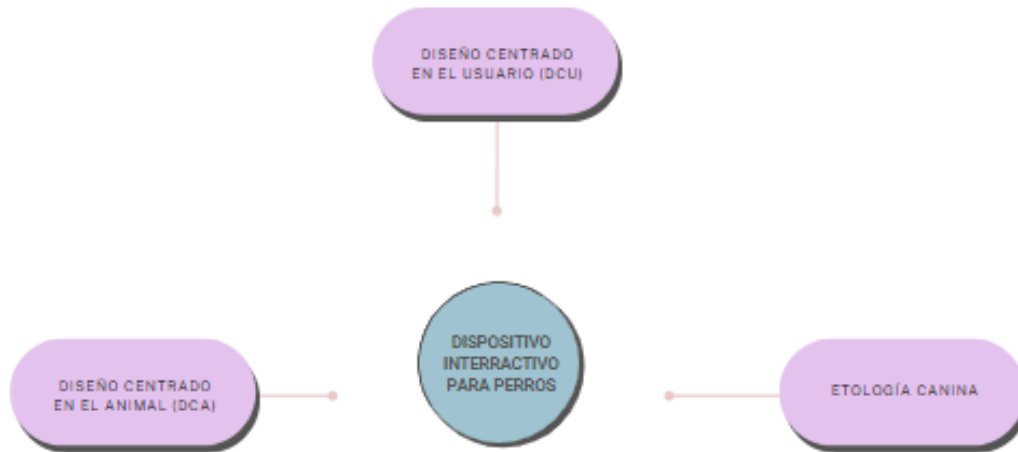 DISEÑO CENTRADO
EN EL USUARIO (DCU)
DISPOSITIVO
INTERRACTIVO
PARA PERROS
DISEÑO CENTRADO
EN EL ANIMAL (DCA)
ETOLOGÍA CANINA